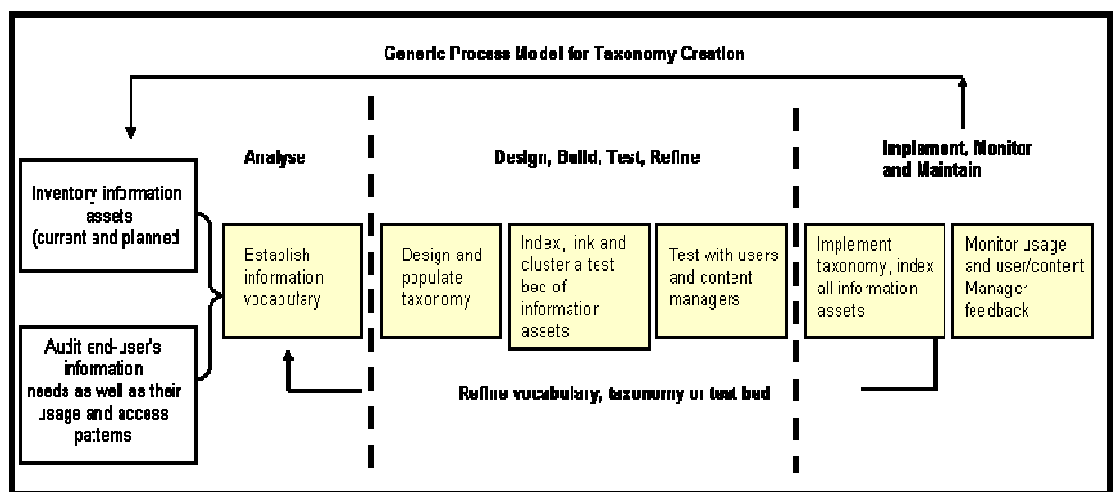 Generic Process Model for Taxonomy Creation
Analyse
Design, Build, Test, Refine
Implement, Monitor
and Maintain
Inventory information
assets
(current and planned
Audit end-user's
information
needs as well as their
usage and access
patterns
Establish
information
vocabulary
Design and
populate
taxonomy
Index, ink and
cluster a test
bed of
information
assets
Test with users
and content
managers
Implement
taxonomy, index
all information
assets
Monitor usage
and user/content
Manager
feedback
Refine vocabulary, taxonomy or test bed